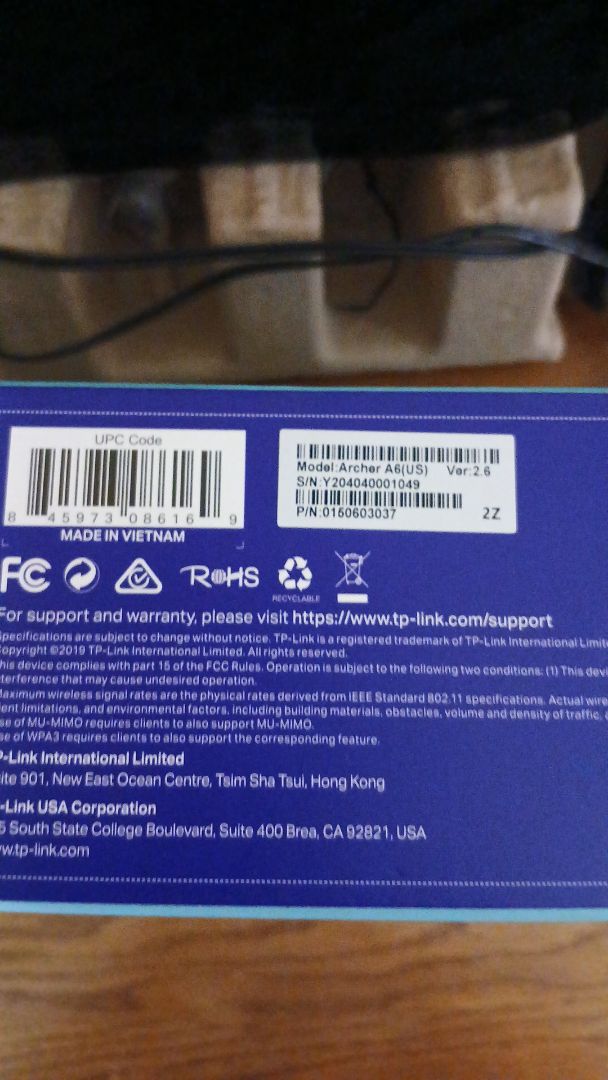 UPC Code
8 45973 08616 9
MADE IN VIETNAM
Model:Archer A6(US) Ver:2.6
S/N:Y204040001049
P/N:0150603037 2Z
FC
RoHS
RECYCLABLE
For support and warranty, please visit https://www.tp-link.com/support
Specifications are subject to change without notice. TP-Link is a registered trademark of TP-Link International Limite
Copyright ©2019 TP-Link International Limited. All rights reserved.
his device complies with part 15 of the FCC Rules. Operation is subject to the following two conditions: (1) This devi
terference that may cause undesired operation.
Maximum wireless signal rates are the physical rates derived from IEEE Standard 802.11 specifications. Actual wire
ient limitations, and environmental factors, including building materials, obstacles, volume and density of traffic,
se of MU-MIMO requires clients to also support MU-MIMO.
se of WPA3 requires clients to also support the corresponding feature.
P-Link International Limited
ite 901, New East Ocean Centre, Tsim Sha Tsui, Hong Kong
-Link USA Corporation
5 South State College Boulevard, Suite 400 Brea, CA 92821, USA
w.tp-link.com